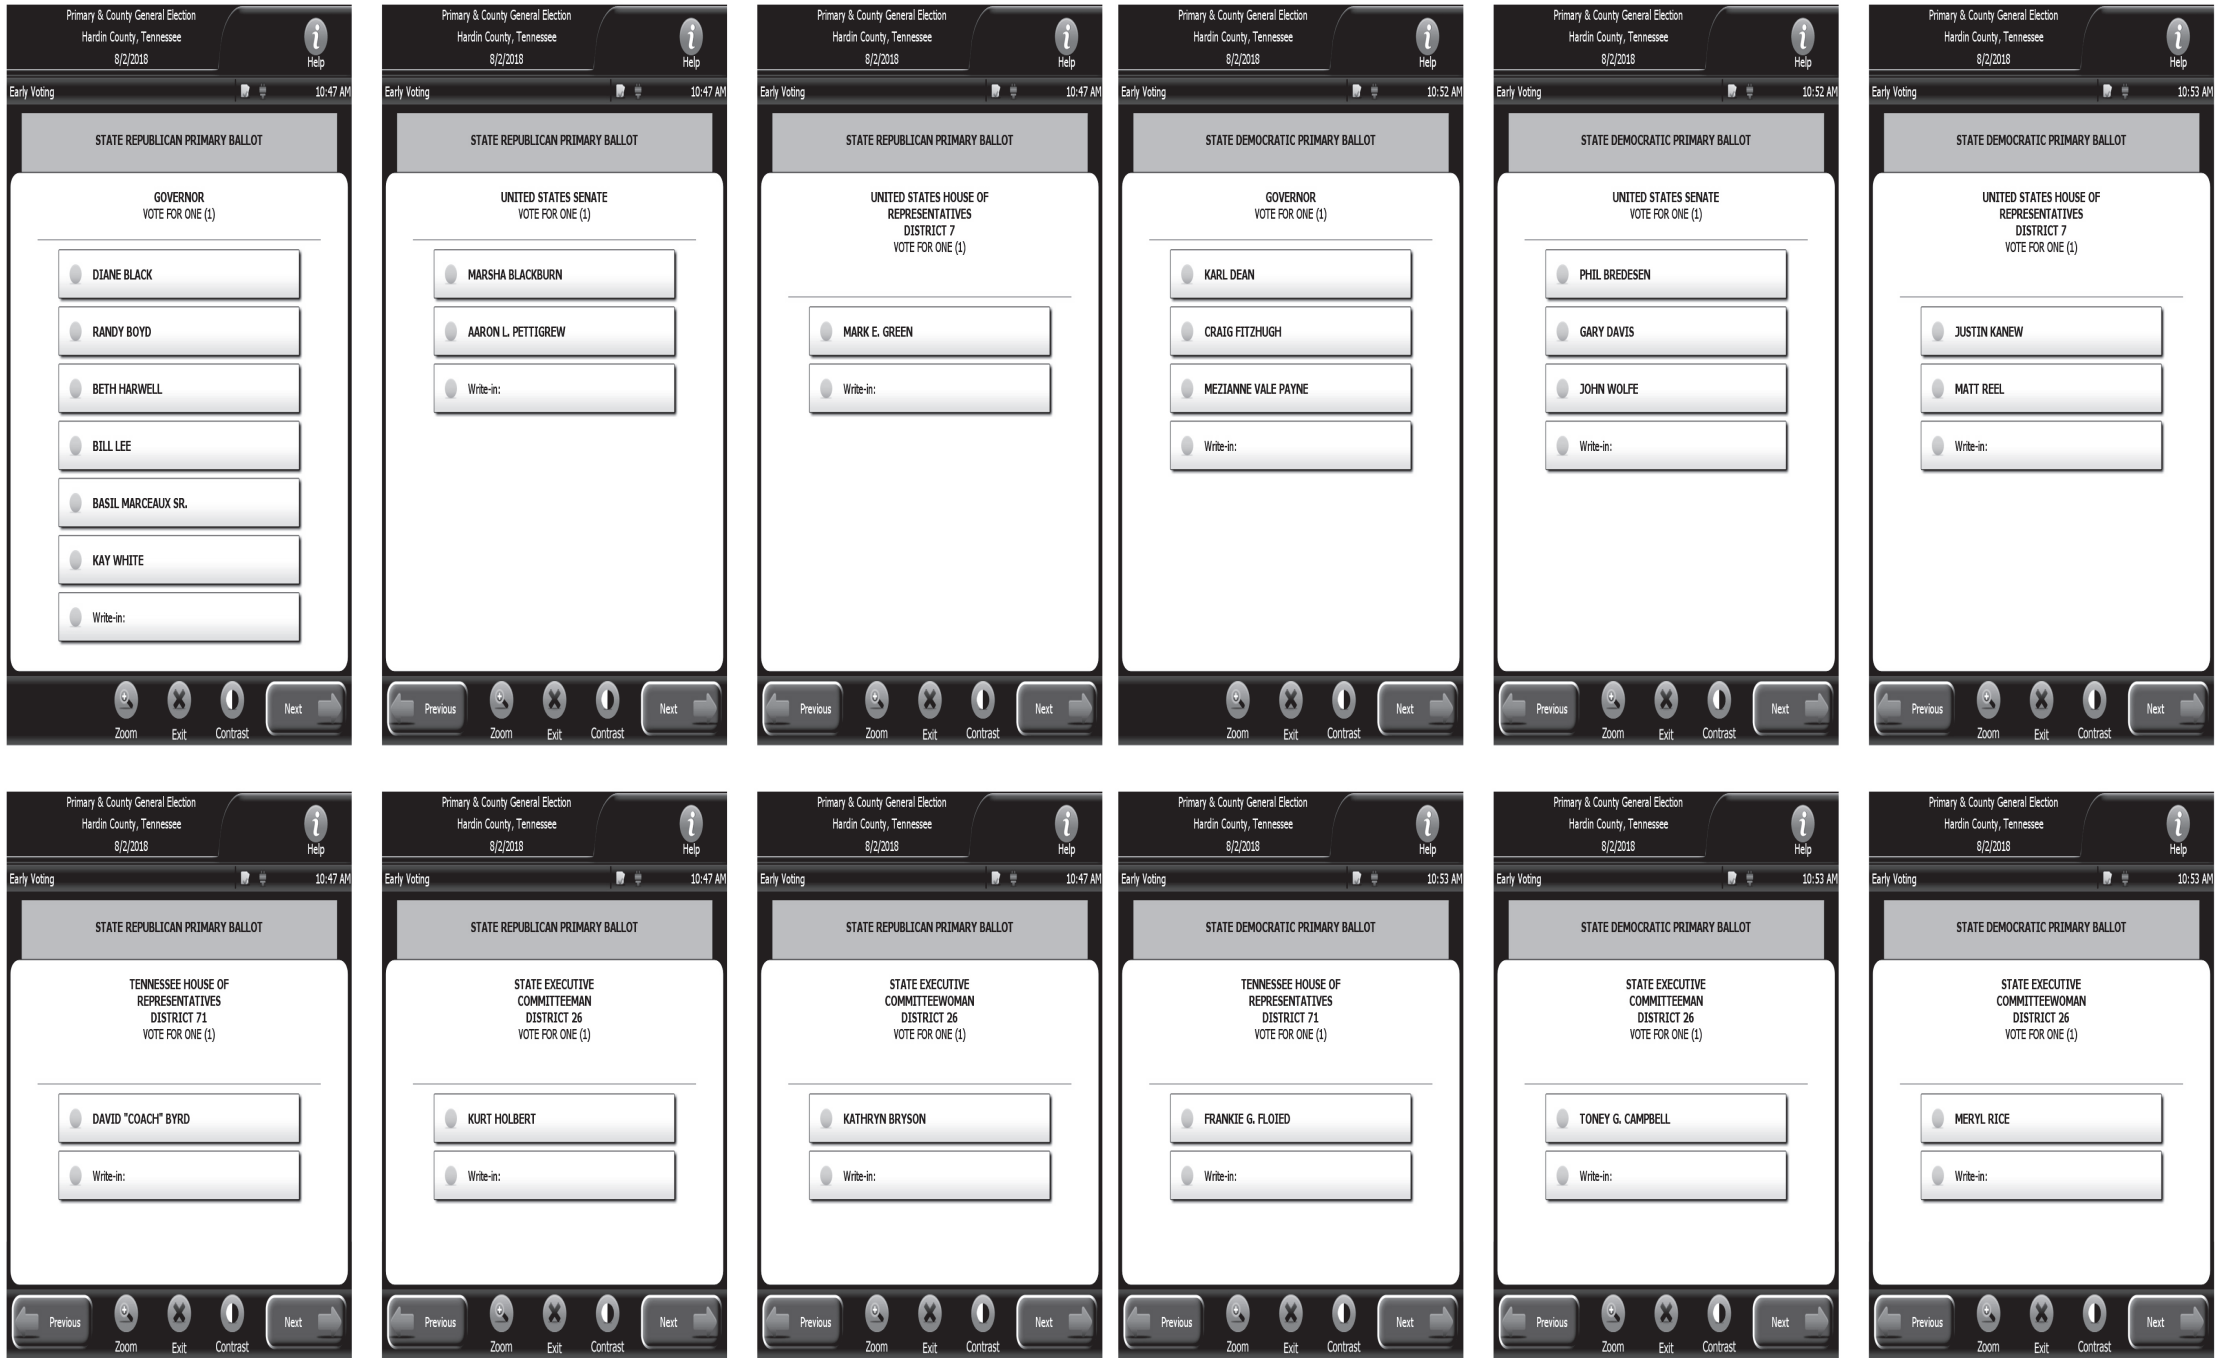 Primary & County General Election
Hardin County, Tennessee
8/2/2018
Help
Early Voting
10:47 AM
STATE REPUBLICAN PRIMARY BALLOT
GOVERNOR
VOTE FOR ONE (1)
DIANE BLACK
RANDY BOYD
BETH HARWELL
BILL LEE
BASIL MARCEAUX SR.
KAY WHITE
Write-in:
Zoom
Exit
Contrast
Next
Primary & County General Election
Hardin County, Tennessee
8/2/2018
Help
Early Voting
10:47 AM
STATE REPUBLICAN PRIMARY BALLOT
UNITED STATES SENATE
VOTE FOR ONE (1)
MARSHA BLACKBURN
AARON L. PETTIGREW
Write-in:
Previous
Zoom
Exit
Contrast
Next
Primary & County General Election
Hardin County, Tennessee
8/2/2018
Help
Early Voting
10:47 AM
STATE REPUBLICAN PRIMARY BALLOT
UNITED STATES HOUSE OF
REPRESENTATIVES
DISTRICT 7
VOTE FOR ONE (1)
MARK E. GREEN
Write-in:
Previous
Zoom
Exit
Contrast
Next
Primary & County General Election
Hardin County, Tennessee
8/2/2018
Help
Early Voting
10:52 AM
STATE DEMOCRATIC PRIMARY BALLOT
GOVERNOR
VOTE FOR ONE (1)
KARL DEAN
CRAIG FITZHUGH
MEZIANNE VALE PAYNE
Write-in:
Zoom
Exit
Contrast
Next
Primary & County General Election
Hardin County, Tennessee
8/2/2018
Help
Early Voting
10:52 AM
STATE DEMOCRATIC PRIMARY BALLOT
UNITED STATES SENATE
VOTE FOR ONE (1)
PHIL BREDESEN
GARY DAVIS
JOHN WOLFE
Write-in:
Previous
Zoom
Exit
Contrast
Next
Primary & County General Election
Hardin County, Tennessee
8/2/2018
Help
Early Voting
10:53 AM
STATE DEMOCRATIC PRIMARY BALLOT
UNITED STATES HOUSE OF
REPRESENTATIVES
DISTRICT 7
VOTE FOR ONE (1)
JUSTIN KANEW
MATT REEL
Write-in:
Previous
Zoom
Exit
Contrast
Next
Primary & County General Election
Hardin County, Tennessee
8/2/2018
Help
Early Voting
10:47 AM
STATE REPUBLICAN PRIMARY BALLOT
TENNESSEE HOUSE OF
REPRESENTATIVES
DISTRICT 71
VOTE FOR ONE (1)
DAVID "COACH" BYRD
Write-in:
Previous
Zoom
Exit
Contrast
Next
Primary & County General Election
Hardin County, Tennessee
8/2/2018
Help
Early Voting
10:47 AM
STATE REPUBLICAN PRIMARY BALLOT
STATE EXECUTIVE
COMMITTEEMAN
DISTRICT 26
VOTE FOR ONE (1)
KURT HOLBERT
Write-in:
Previous
Zoom
Exit
Contrast
Next
Primary & County General Election
Hardin County, Tennessee
8/2/2018
Help
Early Voting
10:47 AM
STATE REPUBLICAN PRIMARY BALLOT
STATE EXECUTIVE
COMMITTEEWOMAN
DISTRICT 26
VOTE FOR ONE (1)
KATHRYN BRYSON
Write-in:
Previous
Zoom
Exit
Contrast
Next
Primary & County General Election
Hardin County, Tennessee
8/2/2018
Help
Early Voting
10:53 AM
STATE DEMOCRATIC PRIMARY BALLOT
TENNESSEE HOUSE OF
REPRESENTATIVES
DISTRICT 71
VOTE FOR ONE (1)
FRANKIE G. FLOIED
Write-in:
Previous
Zoom
Exit
Contrast
Next
Primary & County General Election
Hardin County, Tennessee
8/2/2018
Help
Early Voting
10:53 AM
STATE DEMOCRATIC PRIMARY BALLOT
STATE EXECUTIVE
COMMITTEEMAN
DISTRICT 26
VOTE FOR ONE (1)
TONEY G. CAMPBELL
Write-in:
Previous
Zoom
Exit
Contrast
Next
Primary & County General Election
Hardin County, Tennessee
8/2/2018
Help
Early Voting
10:53 AM
STATE DEMOCRATIC PRIMARY BALLOT
STATE EXECUTIVE
COMMITTEEWOMAN
DISTRICT 26
VOTE FOR ONE (1)
MERYL RICE
Write-in:
Previous
Zoom
Exit
Contrast
Next